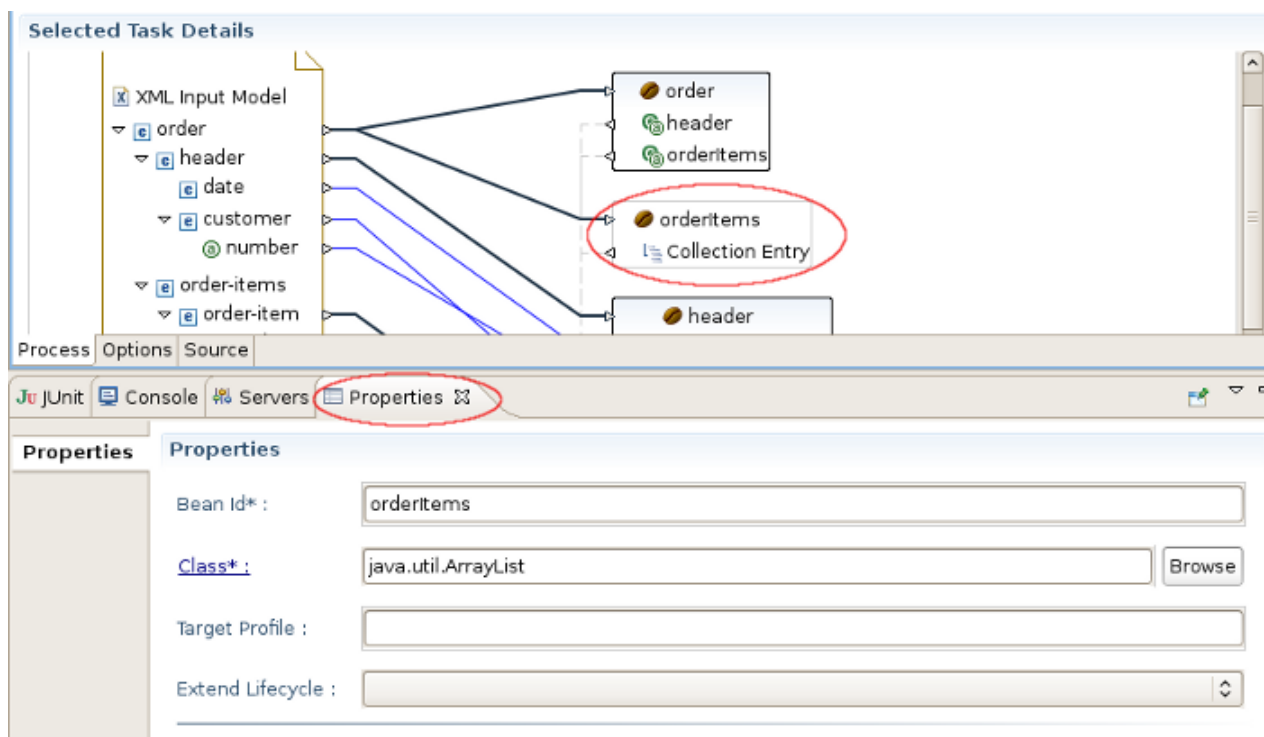 Selected Task Details
XML Input Model
order
header
date
customer
number
order-items
order-item
order
header
orderItems
orderItems
Collection Entry
header
Process Options Source
Ju JUnit Console Servers Properties
Properties
Properties
Bean Id* : orderItems
Class* : java.util.ArrayList Browse
Target Profile :
Extend Lifecycle :